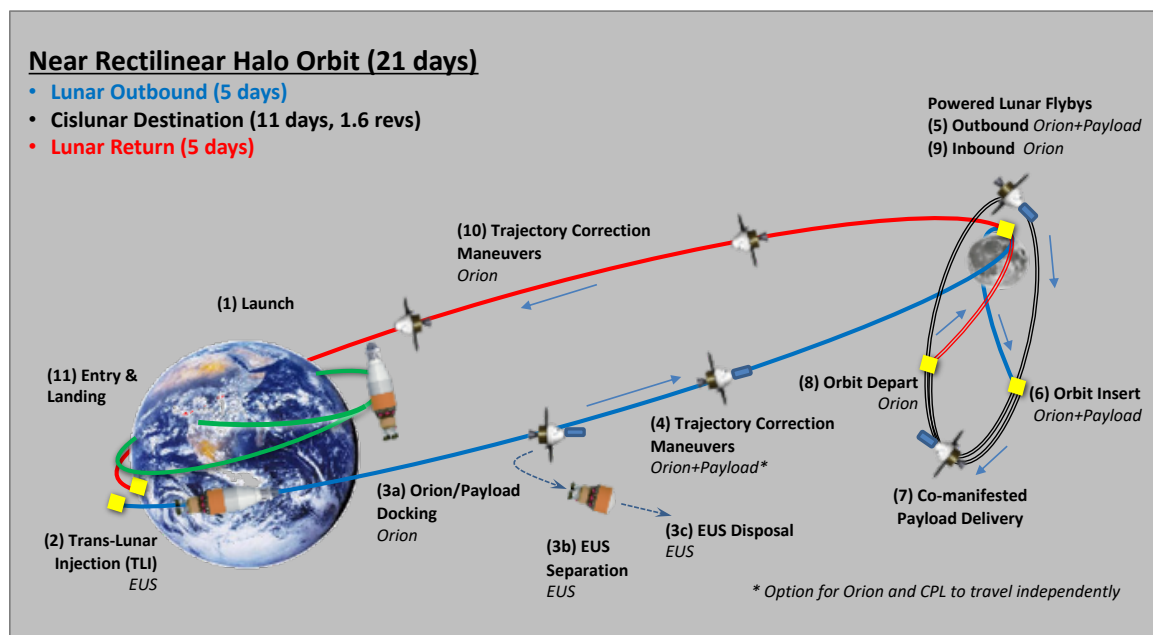 Near Rectilinear Halo Orbit (21 days)
• Lunar Outbound (5 days)
• Cislunar Destination (11 days, 1.6 revs)
• Lunar Return (5 days)
Powered Lunar Flybys
(5) Outbound Orion+Payload
(9) Inbound Orion
(10) Trajectory Correction
Maneuvers
Orion
(1) Launch
(11) Entry &
Landing
(8) Orbit Depart
Orion
(6) Orbit Insert
Orion+Payload
(4) Trajectory Correction
Maneuvers
Orion+Payload*
(3a) Orion/Payload
Docking
Orion
(7) Co-manifested
Payload Delivery
(2) Trans-Lunar
Injection (TLI)
EUS
(3b) EUS
Separation
EUS
(3c) EUS Disposal
EUS
* Option for Orion and CPL to travel independently